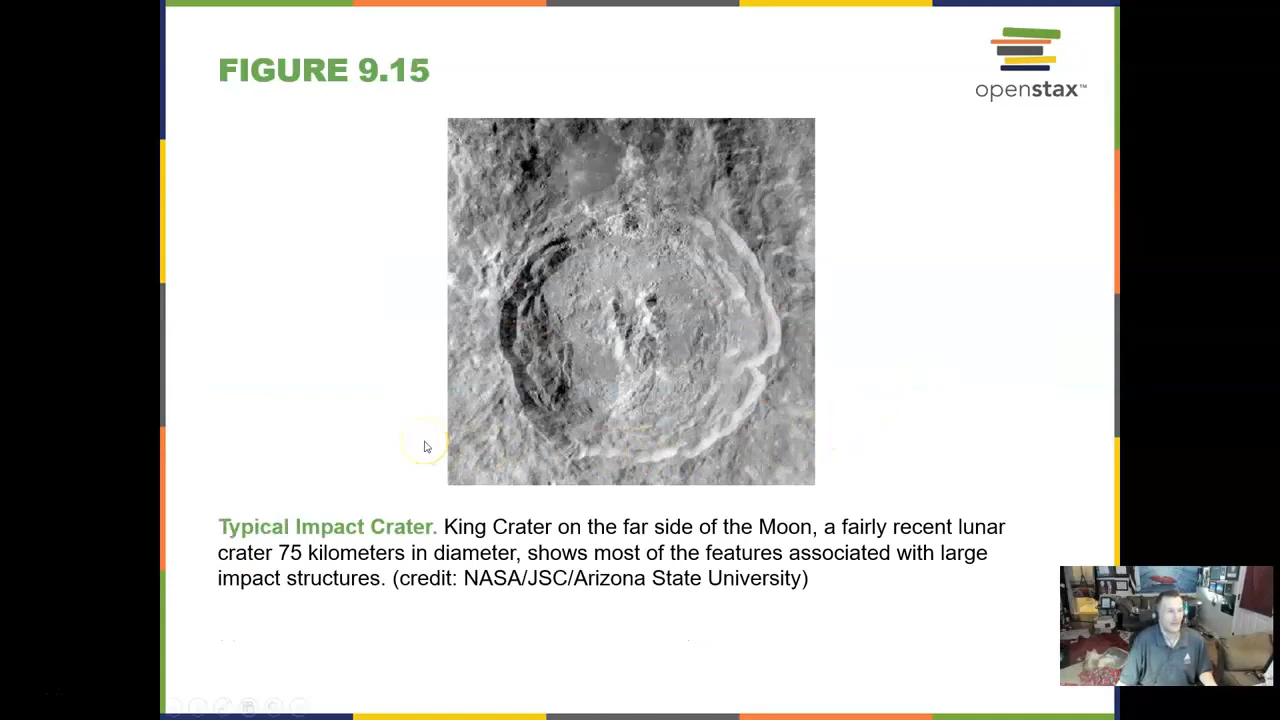 FIGURE 9.15
openstax™
Typical Impact Crater. King Crater on the far side of the Moon, a fairly recent lunar
crater 75 kilometers in diameter, shows most of the features associated with large
impact structures. (credit: NASA/JSC/Arizona State University)